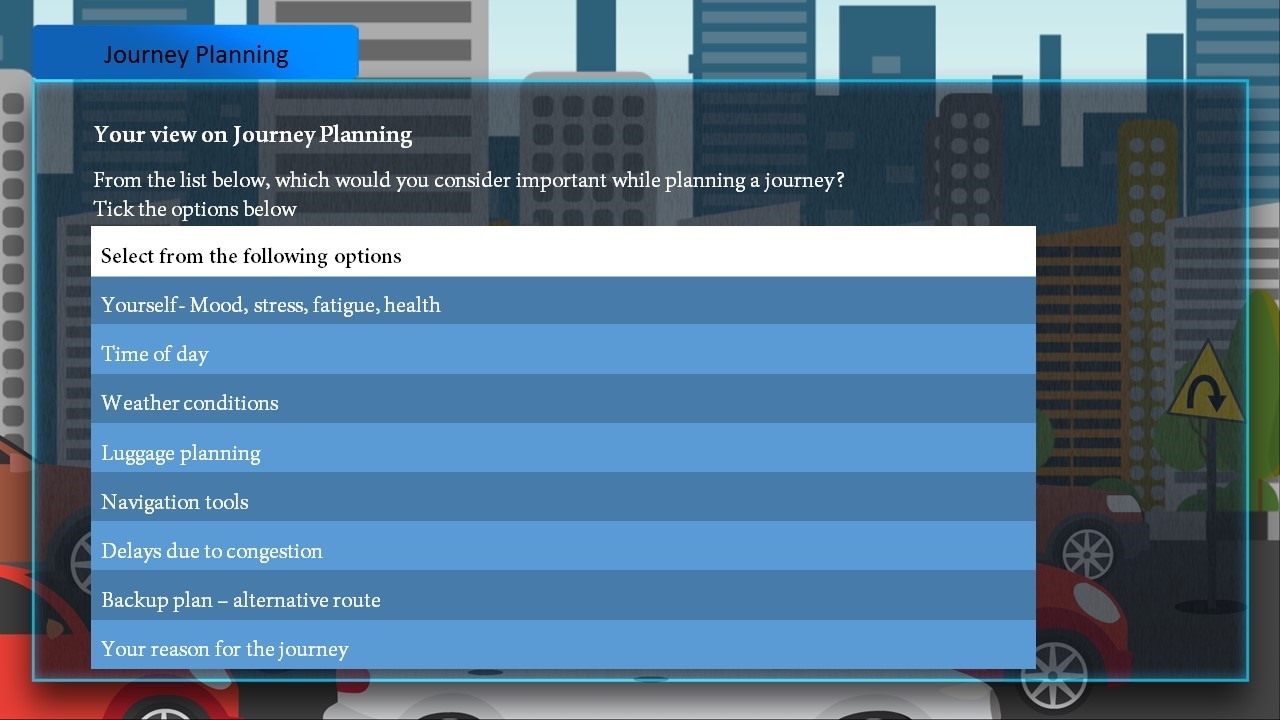 Journey Planning
Your view on Journey Planning
From the list below, which would you consider important while planning a journey?
Tick the options below
Select from the following options
Yourself- Mood, stress, fatigue, health
Time of day
Weather conditions
Luggage planning
Navigation tools
Delays due to congestion
Backup plan – alternative route
Your reason for the journey